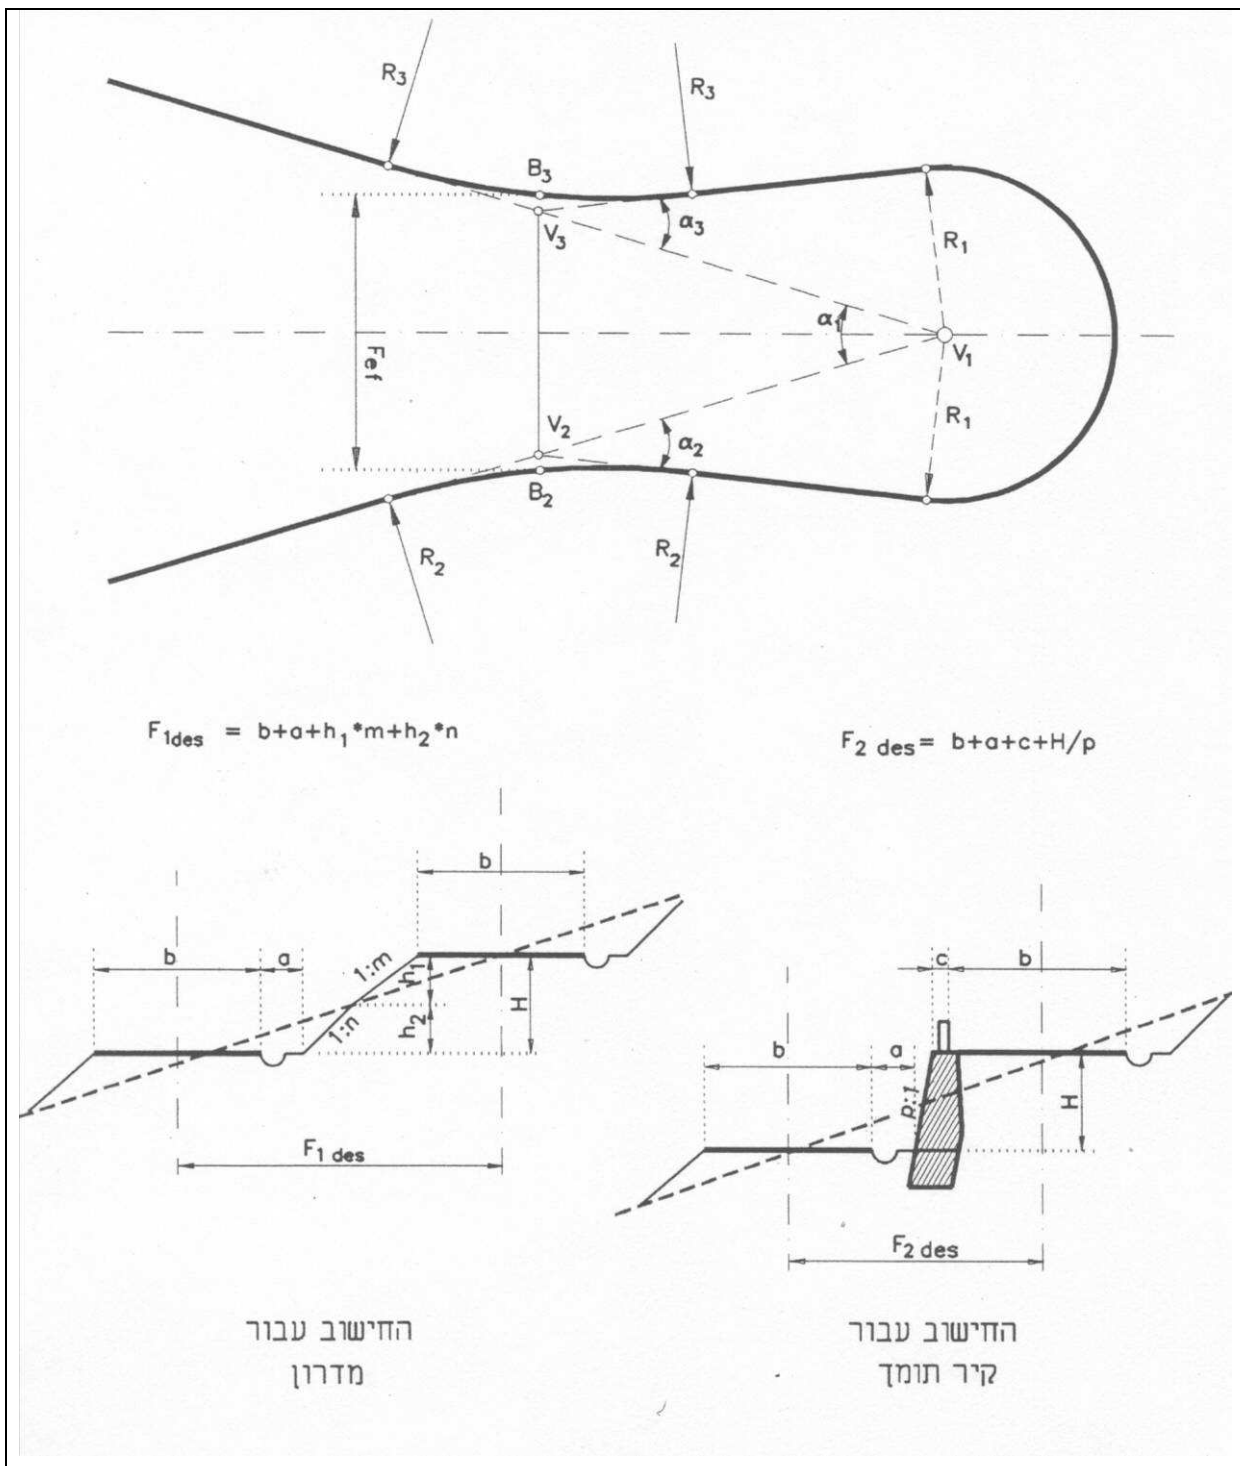 R3
R3
B3
V3
α3
R1
α1
Fef
V1
V2
α2
R1
B2
R2
R2
F1des = b+a+h1*m+h2*n
F2 des= b+a+c+H/p
b
b
a
1:m
h1
H
1:n
h2
F1 des
c
b
b
a
p:1
H
F2 des
החישוב עבור
מדרון
החישוב עבור
קיר תומך